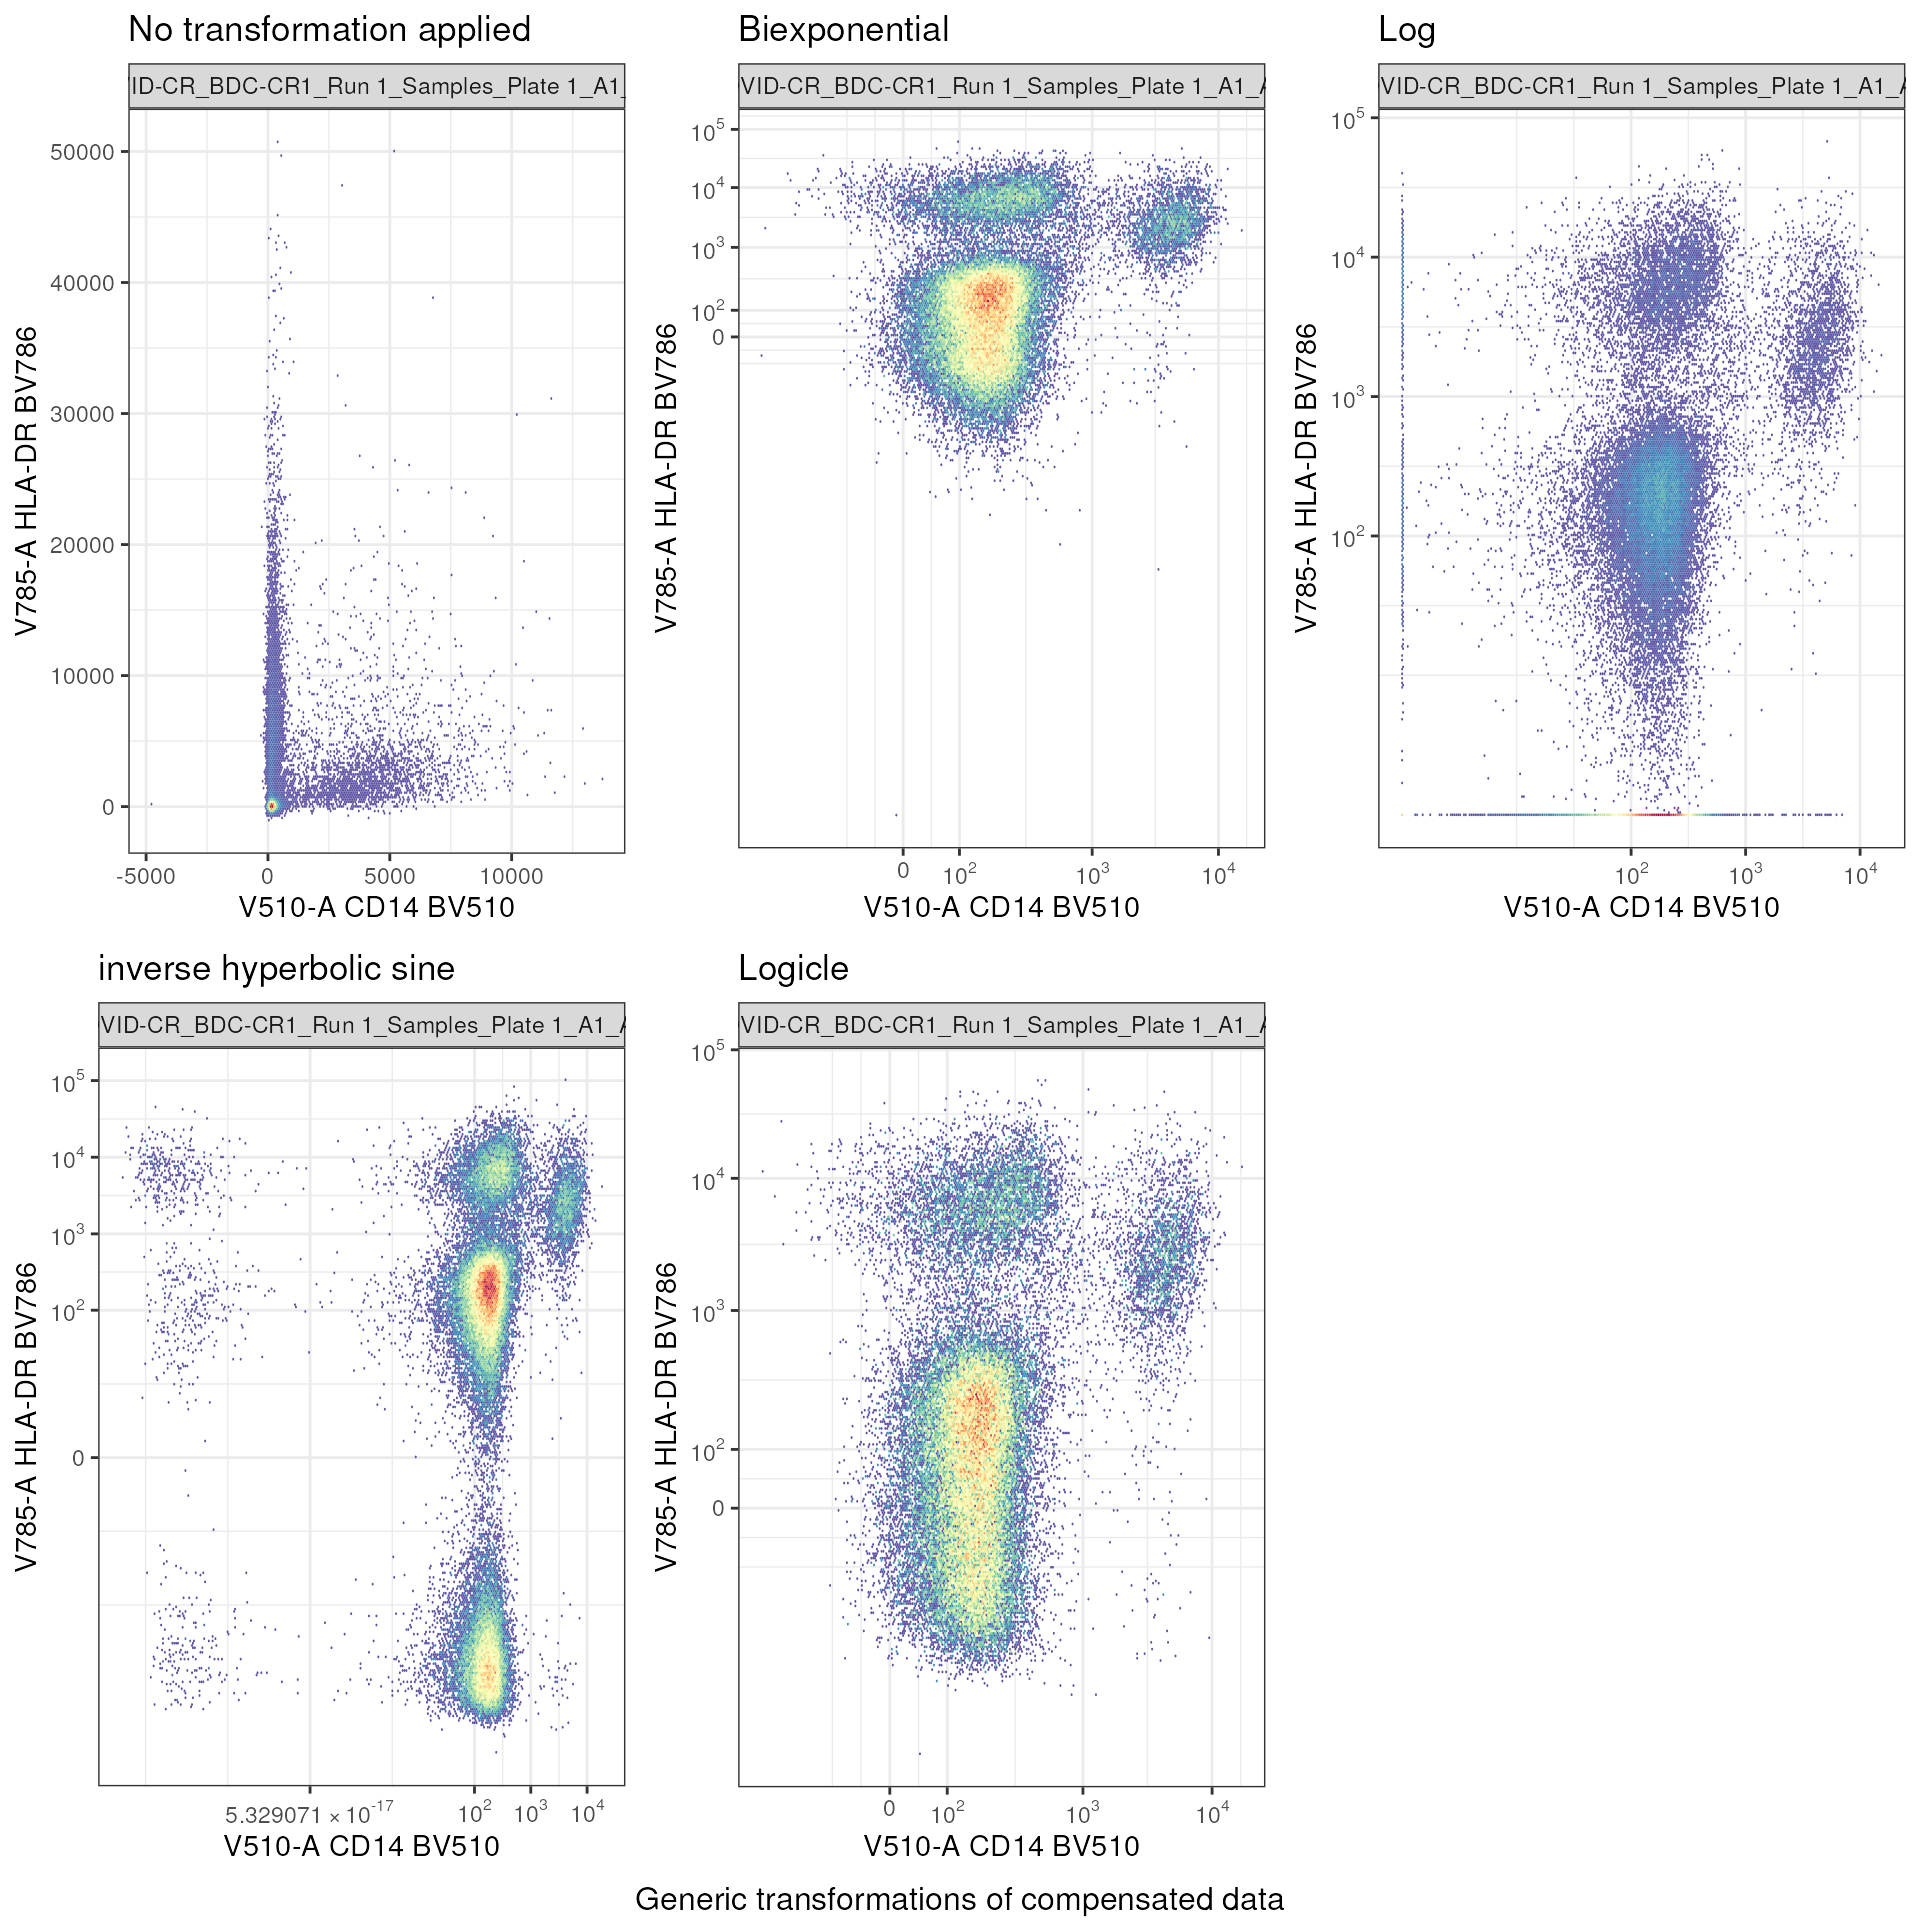 No transformation applied
ID-CR_BDC-CR1_Run 1_Samples_Plate 1_A1_
50000
40000
30000
20000
10000
0
-5000 0 5000 10000
V785-A HLA-DR BV786
V510-A CD14 BV510
Biexponential
VID-CR_BDC-CR1_Run 1_Samples_Plate 1_A1_A
10^5
10^4
10^3
10^2
0
0 10^2 10^3 10^4
V785-A HLA-DR BV786
V510-A CD14 BV510
Log
VID-CR_BDC-CR1_Run 1_Samples_Plate 1_A1_A
10^5
10^4
10^3
10^2
10^2 10^3 10^4
V785-A HLA-DR BV786
V510-A CD14 BV510
inverse hyperbolic sine
VID-CR_BDC-CR1_Run 1_Samples_Plate 1_A1_A
10^5
10^4
10^3
10^2
0
5.329071 × 10^-17 10^2 10^3 10^4
V785-A HLA-DR BV786
V510-A CD14 BV510
Logicle
VID-CR_BDC-CR1_Run 1_Samples_Plate 1_A1_A
10^5
10^4
10^3
10^2
0
0 10^2 10^3 10^4
V785-A HLA-DR BV786
V510-A CD14 BV510
Generic transformations of compensated data